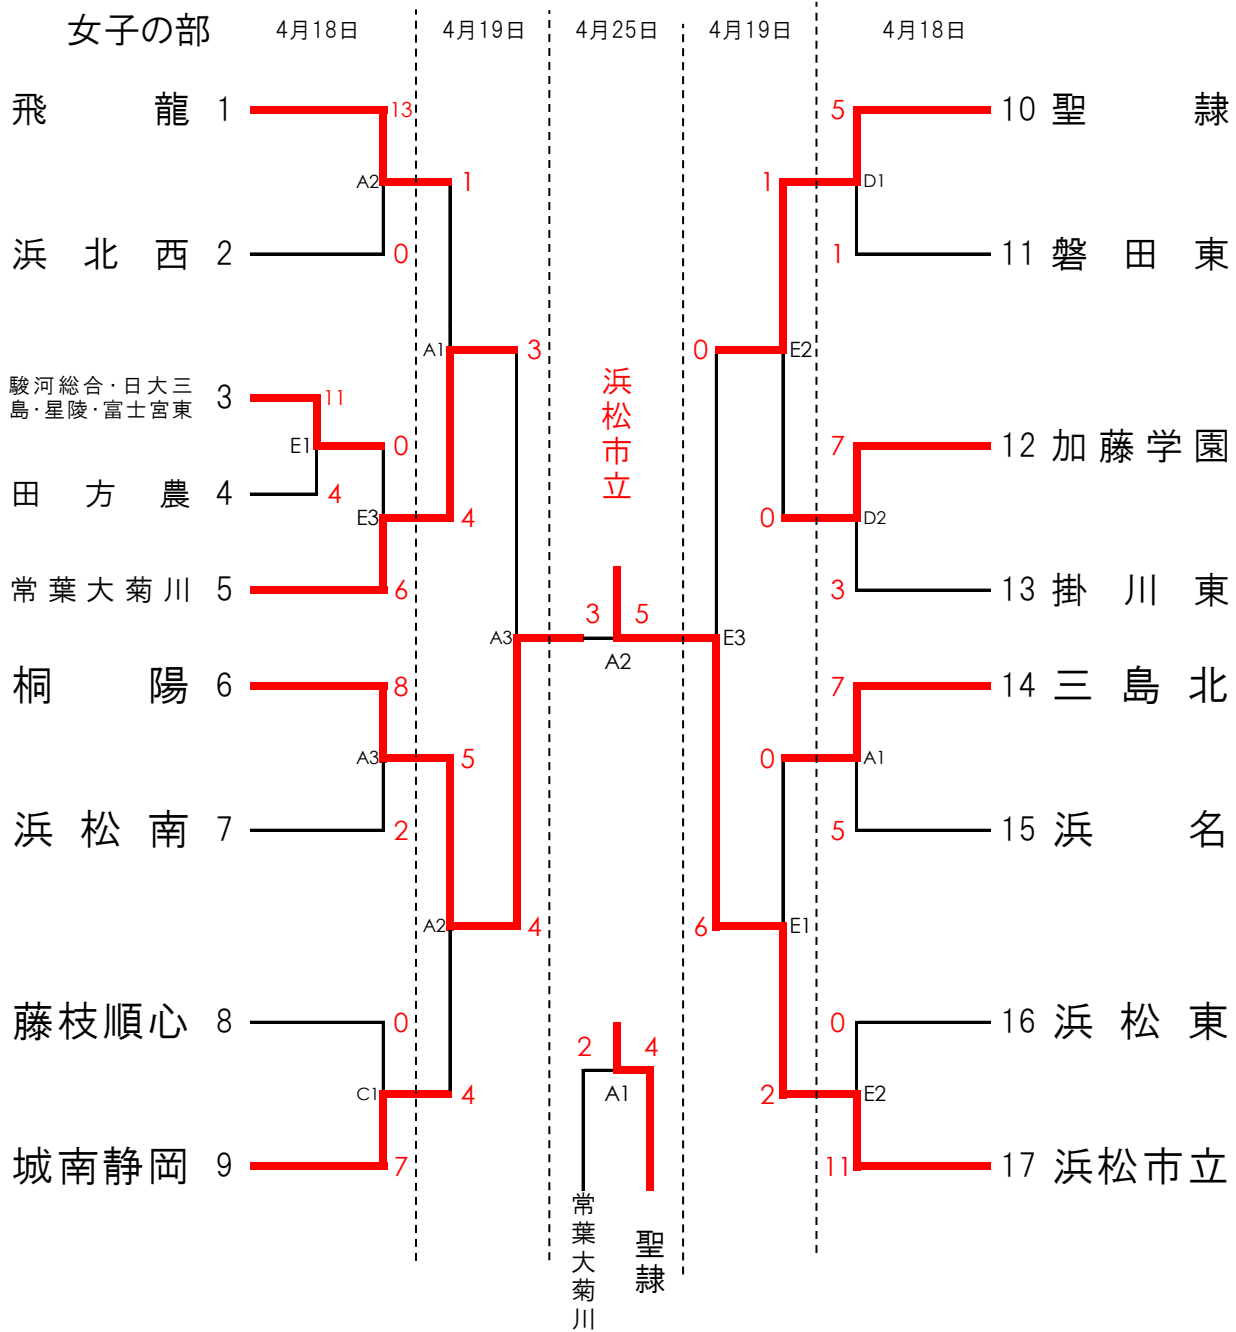 女子の部
4月18日
4月19日
4月25日
4月19日
4月18日
飛龍 1
13
A2
1
浜北西 2
0
A1
3
駿河総合・日大三
島・星陵・富士宮東
3
11
E1
0
田方農 4
4
E3
4
常葉大菊川 5
6
A3
桐陽 6
8
A3
5
浜松南 7
2
A2
4
藤枝順心 8
0
C1
4
城南静岡 9
7
浜松市立
3
5
A2
2
4
A1
常葉大菊川
聖隷
5
10 聖隷
1
D1
1
11 磐田東
0
E2
7
12 加藤学園
0
D2
3
13 掛川東
E3
7
14 三島北
0
A1
5
15 浜名
6
E1
0
16 浜松東
2
E2
11
17 浜松市立